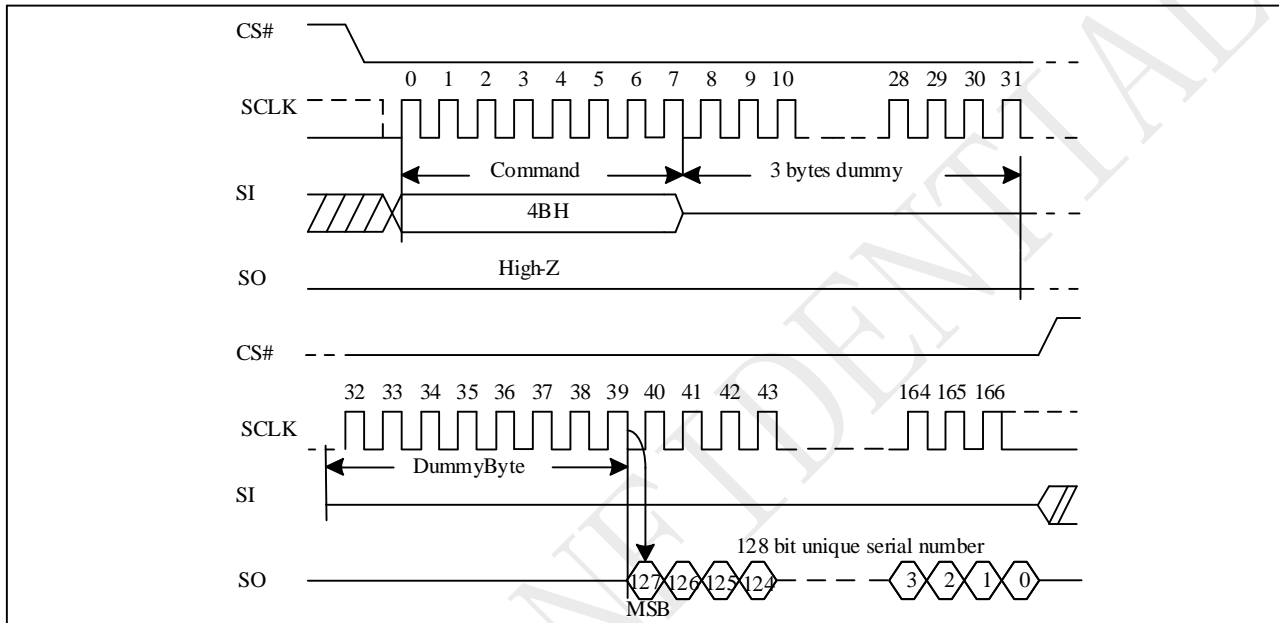 CS#
0 1 2 3 4 5 6 7 8 9 10 28 29 30 31
SCLK
Command 3 bytes dummy
SI
4BH
High-Z
SO
CS#
32 33 34 35 36 37 38 39 40 41 42 43 164 165 166
SCLK
DummyByte
SI
128 bit unique serial number
SO 127 126 125 124 3 2 1 0
MSB